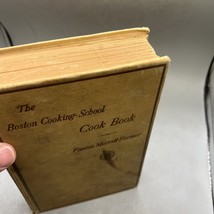 The
Boston Cooking-School
Cook Book
Fannie Merritt Farmer